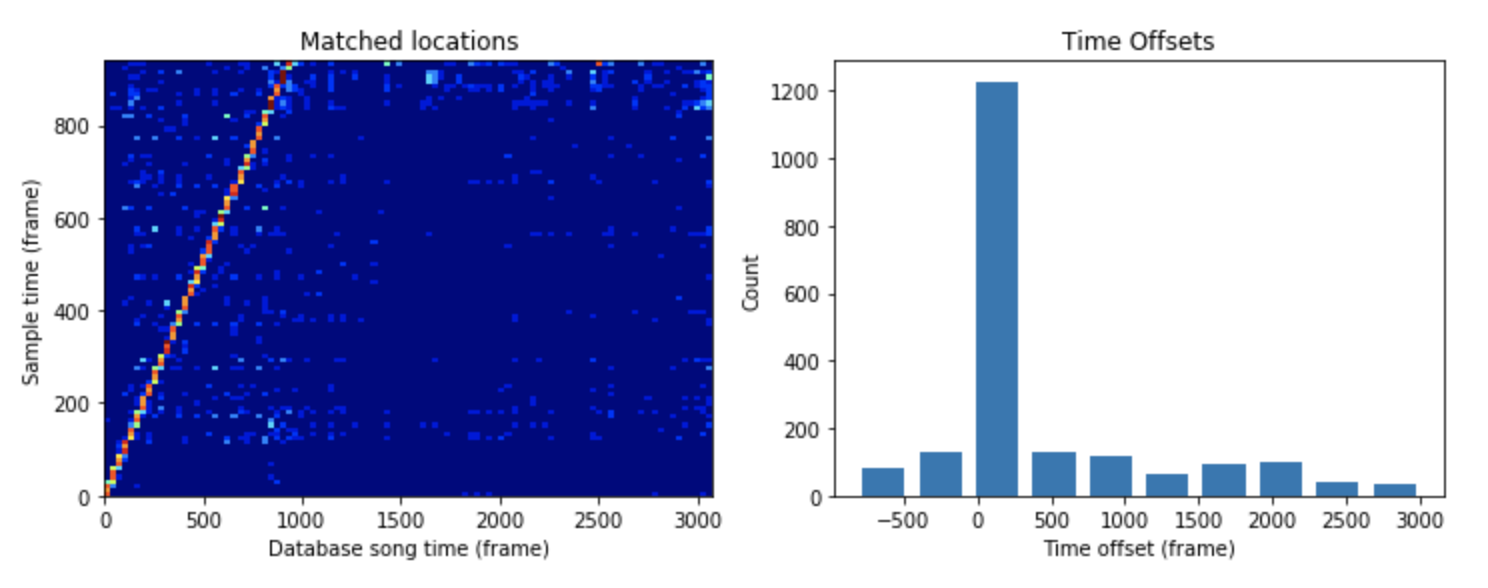 Matched locations
Sample time (frame)
800
600
400
200
0
0 500 1000 1500 2000 2500 3000
Database song time (frame)
Time Offsets
Count
1200
1000
800
600
400
200
0
−500 0 500 1000 1500 2000 2500 3000
Time offset (frame)